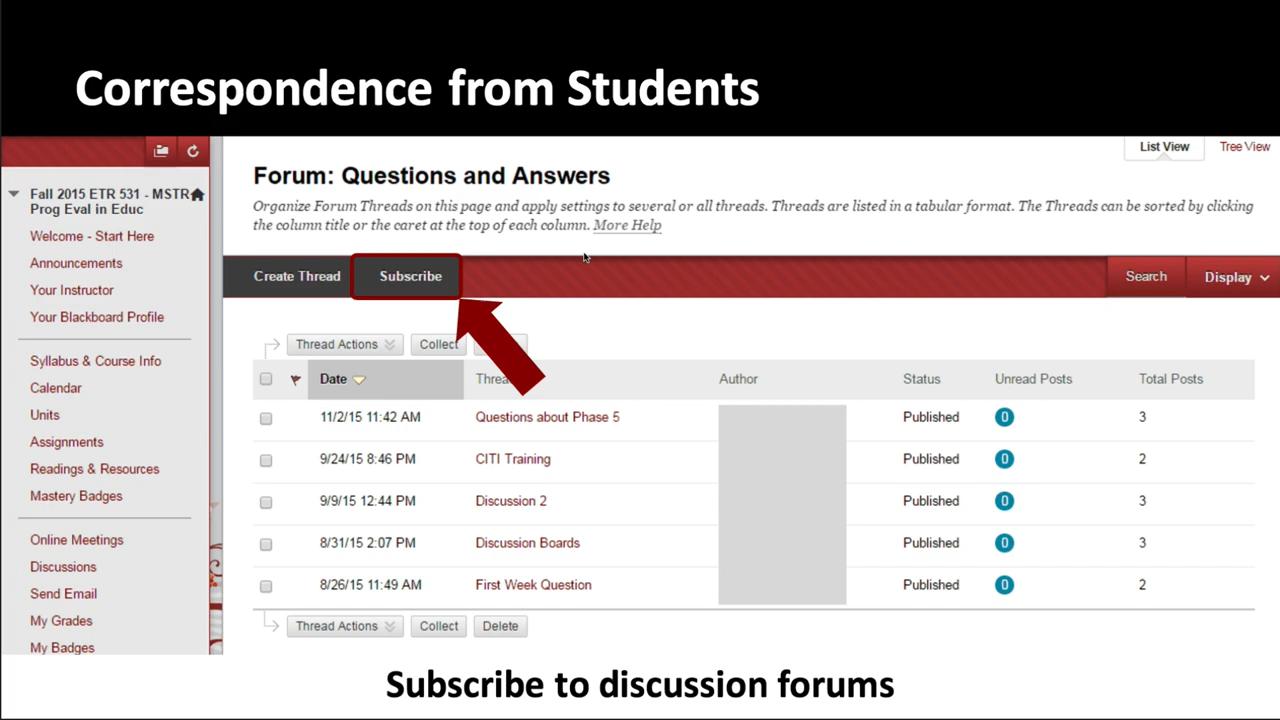 Correspondence from Students
List View
Tree View
Fall 2015 ETR 531 - MSTR
Prog Eval in Educ
Welcome - Start Here
Announcements
Your Instructor
Your Blackboard Profile
Syllabus & Course Info
Calendar
Units
Assignments
Readings & Resources
Mastery Badges
Online Meetings
Discussions
Send Email
My Grades
My Badges
Forum: Questions and Answers
Organize Forum Threads on this page and apply settings to several or all threads. Threads are listed in a tabular format. The Threads can be sorted by clicking
the column title or the caret at the top of each column. More Help
Create Thread Subscribe Search Display
Thread Actions Collect
Date Author Status Unread Posts Total Posts
11/2/15 11:42 AM Questions about Phase 5 Published 0 3
9/24/15 8:46 PM CITI Training Published 0 2
9/9/15 12:44 PM Discussion 2 Published 0 3
8/31/15 2:07 PM Discussion Boards Published 0 3
8/26/15 11:49 AM First Week Question Published 0 2
Thread Actions Collect Delete
Subscribe to discussion forums